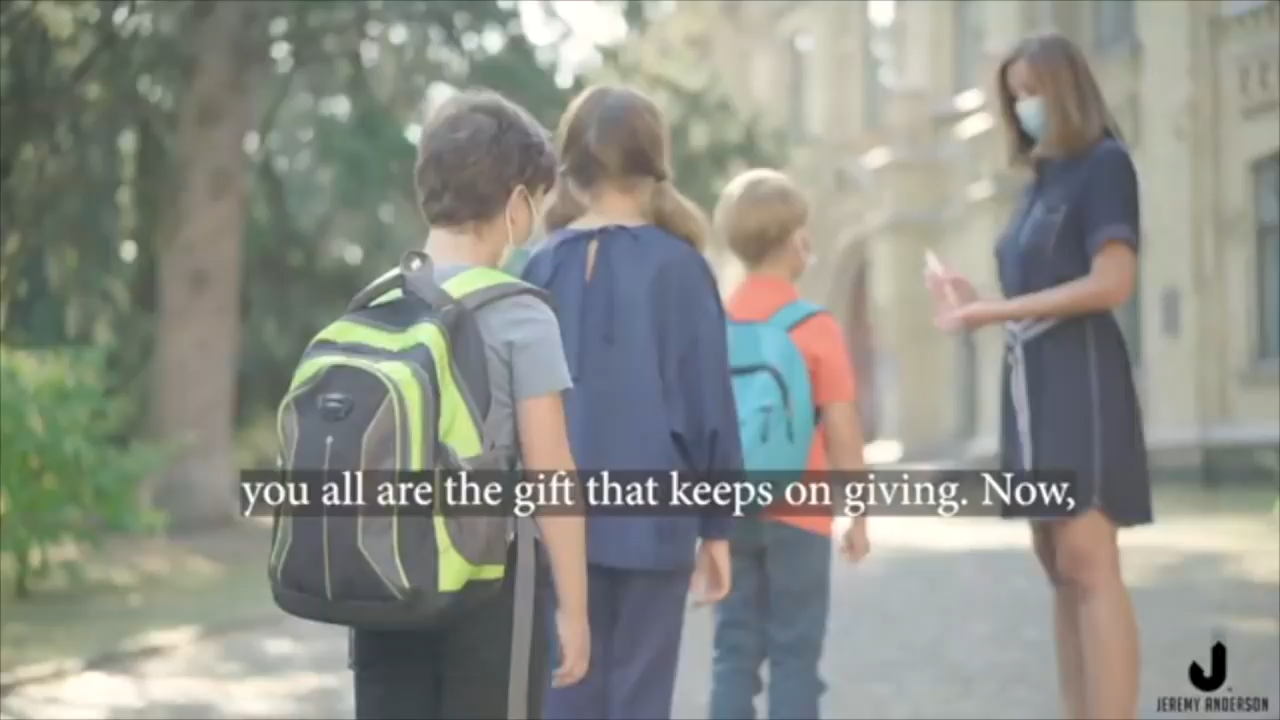 you all are the gift that keeps on giving. Now,
JEREMY ANDERSON